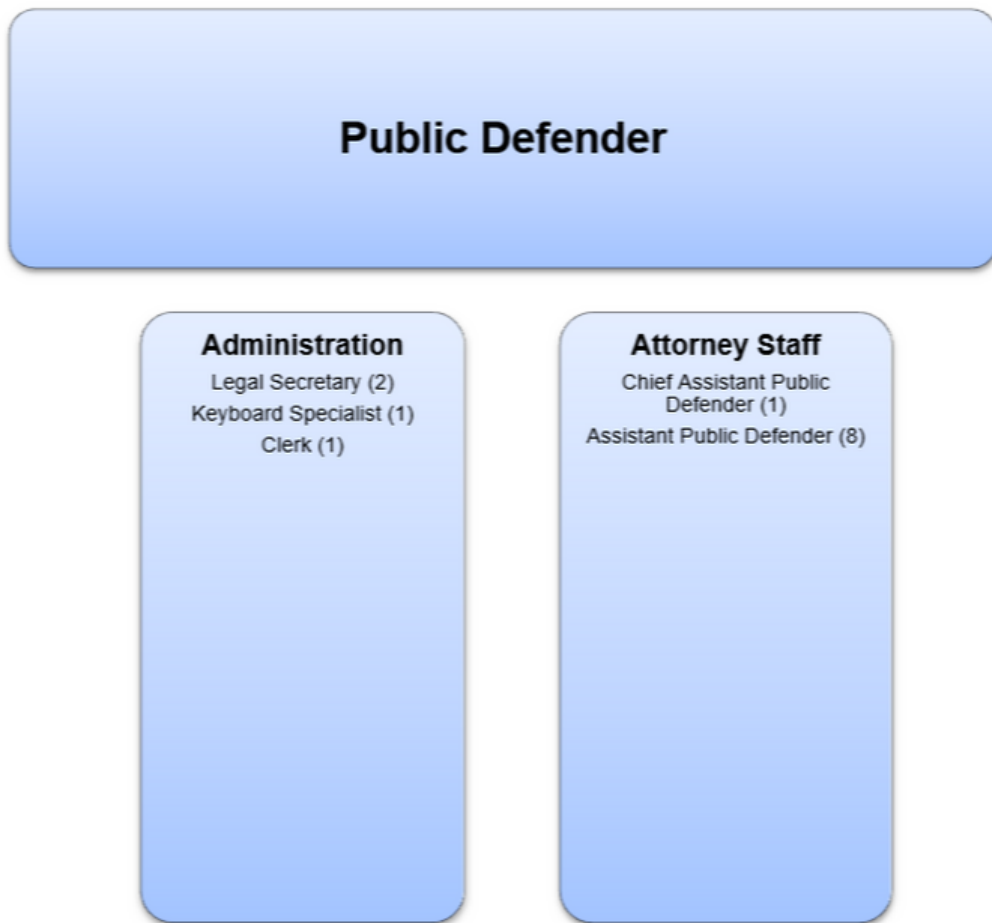 Public Defender
Administration
Legal Secretary (2)
Keyboard Specialist (1)
Clerk (1)
Attorney Staff
Chief Assistant Public
Defender (1)
Assistant Public Defender (8)